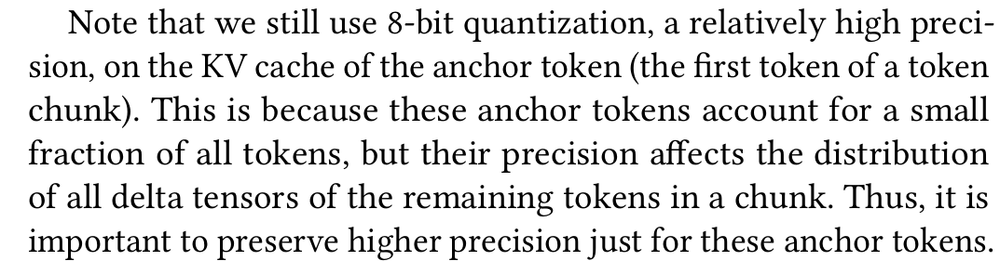 Note that we still use 8-bit quantization, a relatively high preci-
sion, on the KV cache of the anchor token (the first token of a token
chunk). This is because these anchor tokens account for a small
fraction of all tokens, but their precision affects the distribution
of all delta tensors of the remaining tokens in a chunk. Thus, it is
important to preserve higher precision just for these anchor tokens.